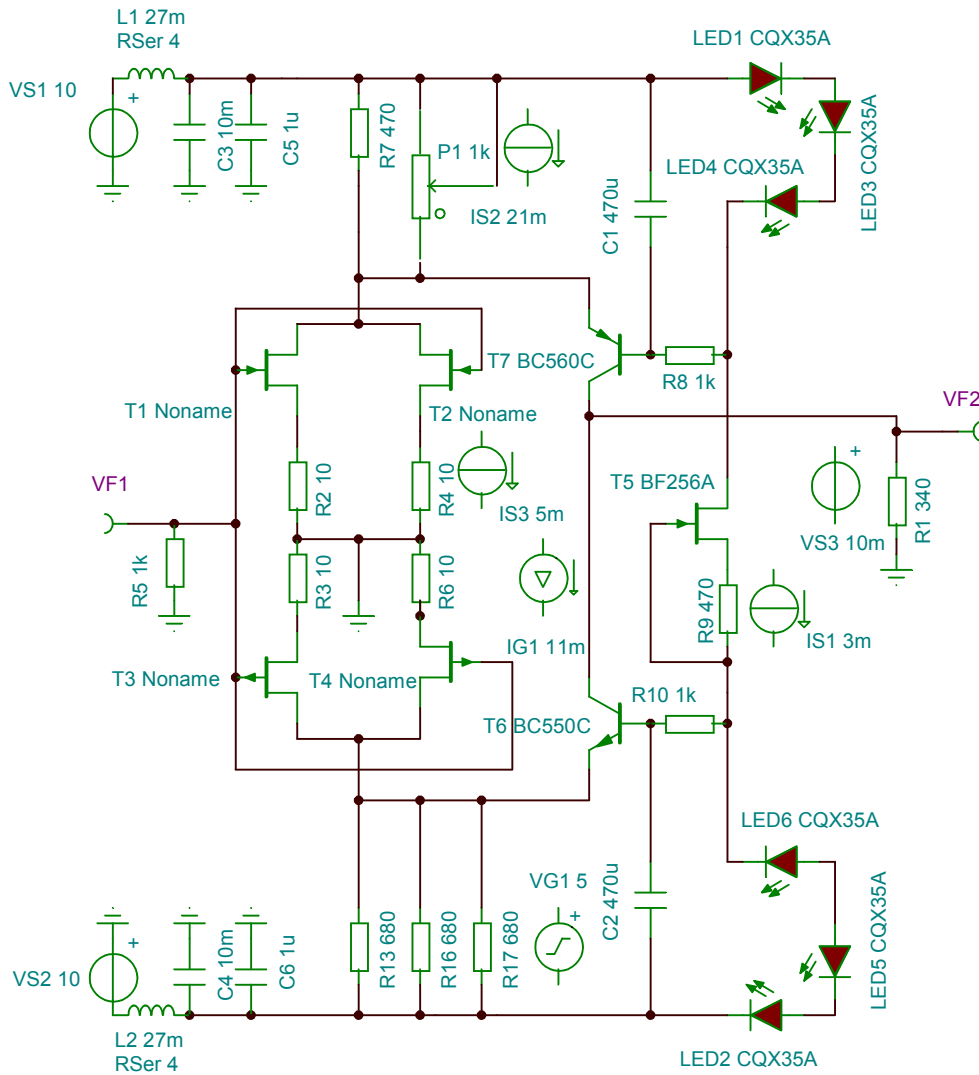 L1 27m
RSer 4
LED1 CQX35A
VS1 10
+
C3 10m
C5 1u
R7 470
P1 1k
IS2 21m
C1 470u
LED4 CQX35A
LED3 CQX35A
T7 BC560C
R8 1k
T1 Noname
T2 Noname
VF2
VF1
R2 10
R4 10
IS3 5m
T5 BF256A
+
VS3 10m
R1 340
R5 1k
R3 10
R6 10
IG1 11m
R9 470
IS1 3m
T3 Noname
T4 Noname
R10 1k
T6 BC550C
LED6 CQX35A
VG1 5
+
C2 470u
LED5 CQX35A
VS2 10
+
C4 10m
C6 1u
R13 680
R16 680
R17 680
L2 27m
RSer 4
LED2 CQX35A